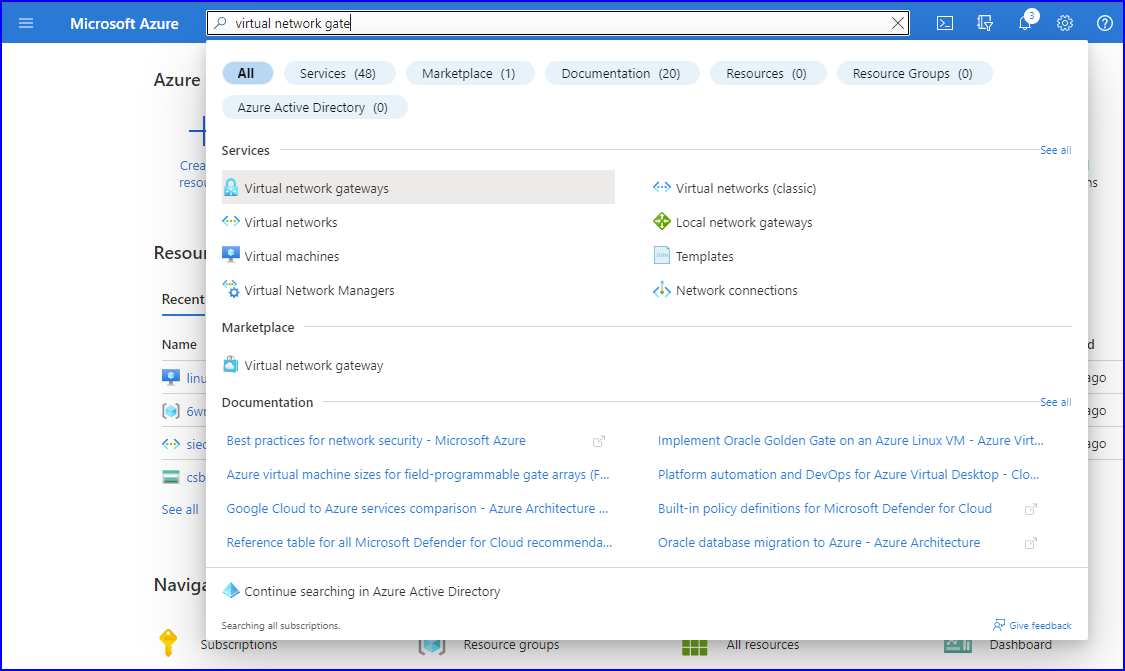 Microsoft Azure
virtual network gate
3
Azure
All
Services (48)
Marketplace (1)
Documentation (20)
Resources (0)
Resource Groups (0)
Azure Active Directory (0)
Crea
resou
ns
Services
See all
Virtual network gateways
Virtual networks (classic)
Virtual networks
Local network gateways
Virtual machines
Templates
Virtual Network Managers
Network connections
Resour
Recent
Marketplace
Name
d
Virtual network gateway
linu
ago
Documentation
See all
6wr
ago
Best practices for network security - Microsoft Azure
Implement Oracle Golden Gate on an Azure Linux VM - Azure Virt...
siec
ago
Azure virtual machine sizes for field-programmable gate arrays (F...
Platform automation and DevOps for Azure Virtual Desktop - Clo...
csb
See all
Google Cloud to Azure services comparison - Azure Architecture ...
Built-in policy definitions for Microsoft Defender for Cloud
Reference table for all Microsoft Defender for Cloud recommenda...
Oracle database migration to Azure - Azure Architecture
Naviga
Continue searching in Azure Active Directory
Searching all subscriptions.
Give feedback
Subscriptions
Resource groups
All resources
Dashboard